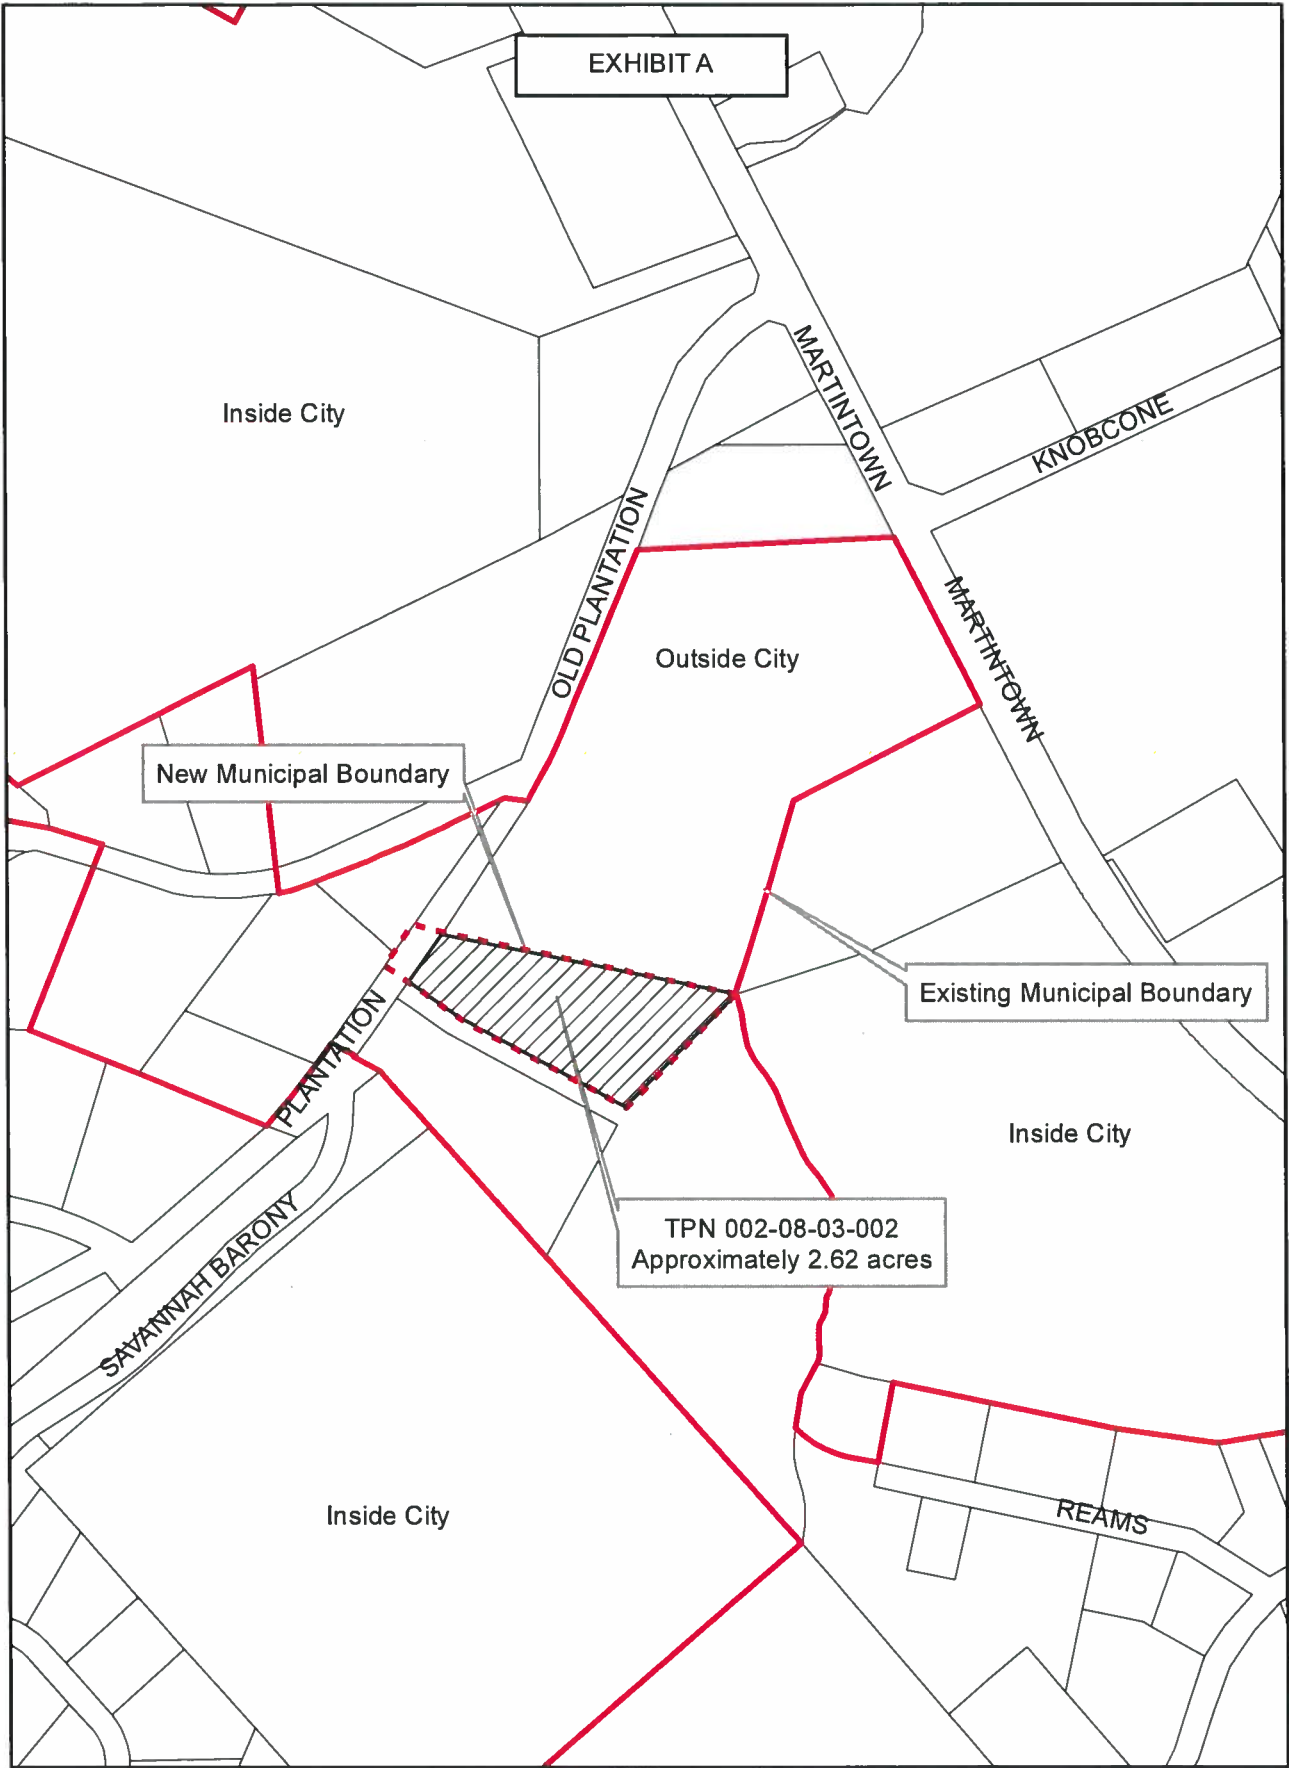 EXHIBIT A
MARTINTOWN
Inside City
KNOBCONE
OLD PLANTATION
MARTINTOWN
Outside City
New Municipal Boundary
Existing Municipal Boundary
PLANTATION
Inside City
TPN 002-08-03-002
Approximately 2.62 acres
SAVANNAH BARONY
Inside City
REAMS